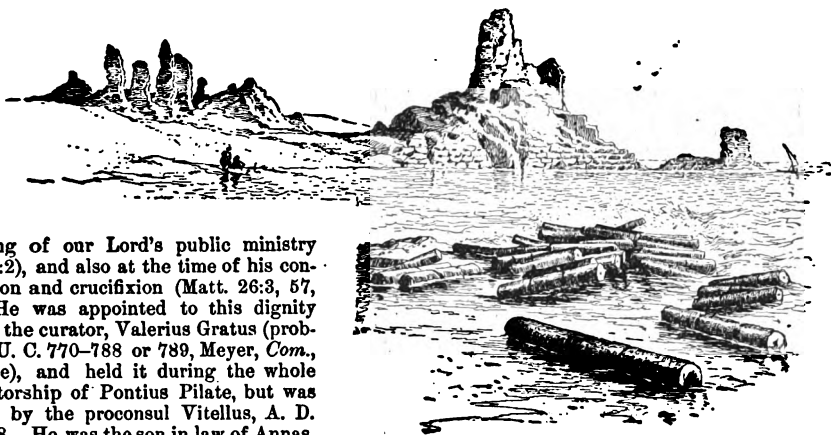 ng of our Lord's public ministry
:2), and also at the time of his con-
on and crucifixion (Matt. 26:3, 57,
He was appointed to this dignity
the curator, Valerius Gratus (prob-
U. C. 770–788 or 789, Meyer, Com.,
e), and held it during the whole
torship of Pontius Pilate, but was
by the proconsul Vitellus, A. D.
8. He was the son in law of Annas,